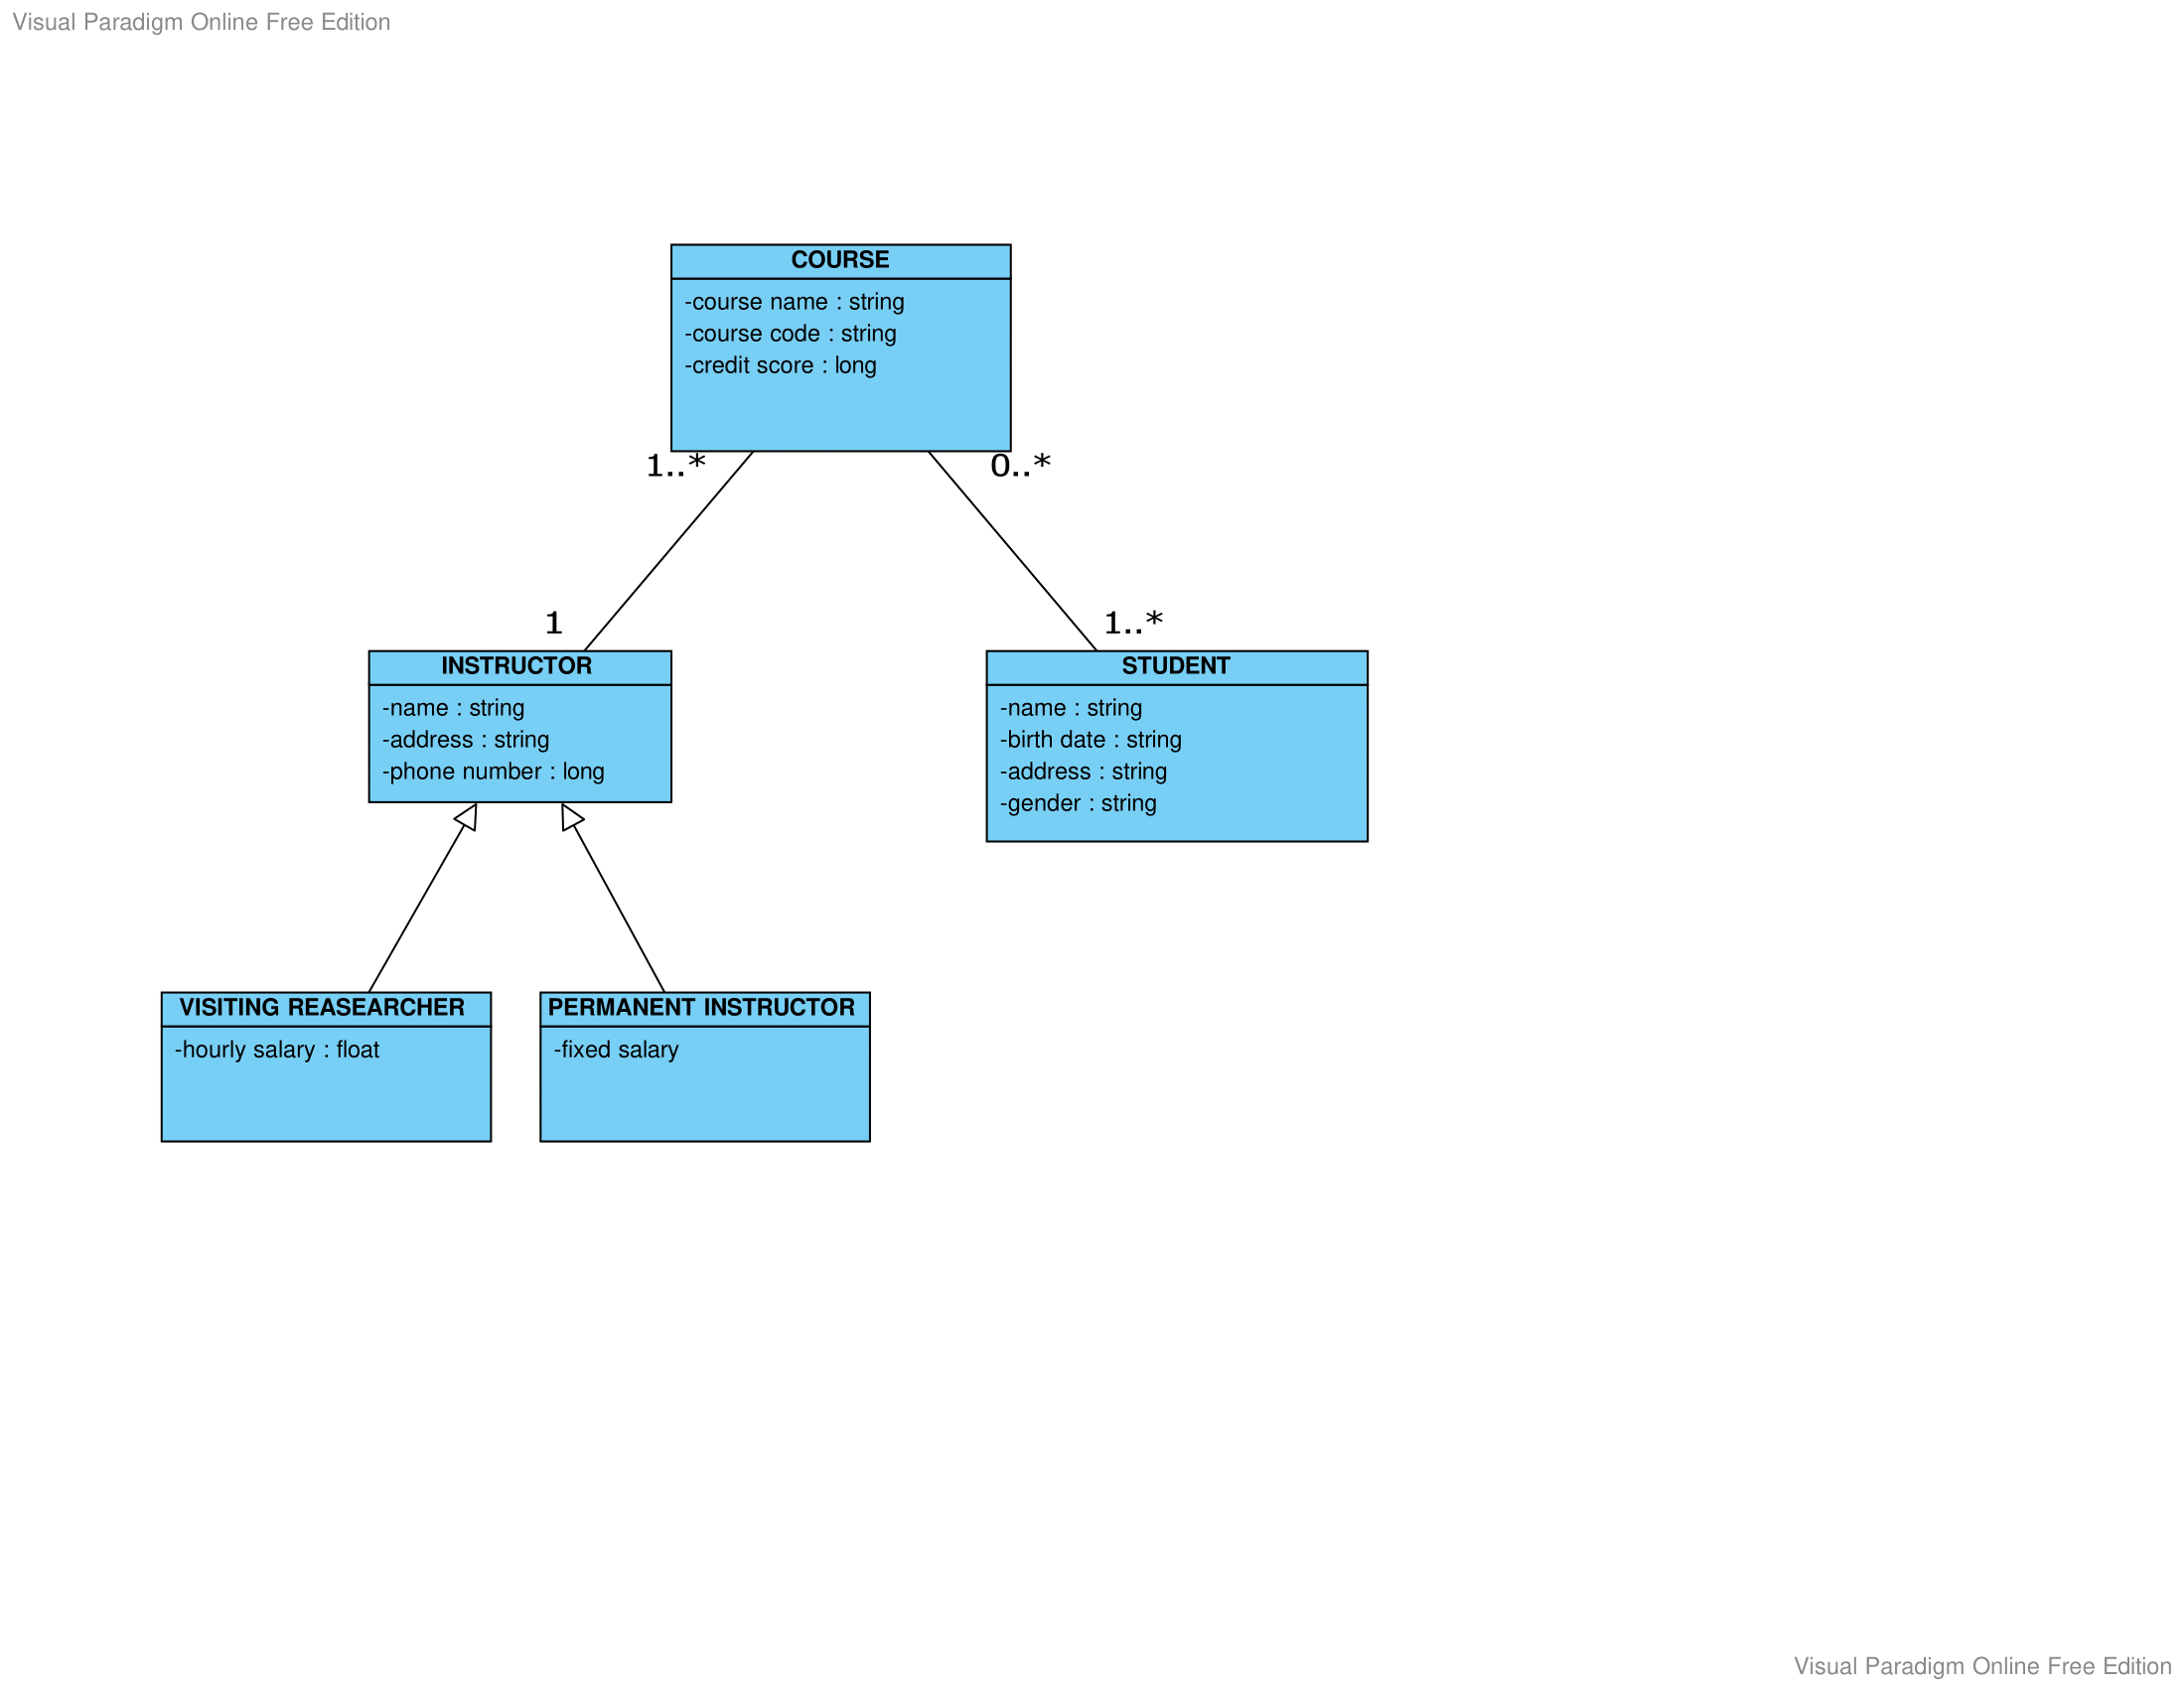 Visual Paradigm Online Free Edition
COURSE
-course name : string
-course code : string
-credit score : long
1..*
0..*
1
1..*
INSTRUCTOR
-name : string
-address : string
-phone number : long
STUDENT
-name : string
-birth date : string
-address : string
-gender : string
VISITING REASEARCHER
-hourly salary : float
PERMANENT INSTRUCTOR
-fixed salary
Visual Paradigm Online Free Edition